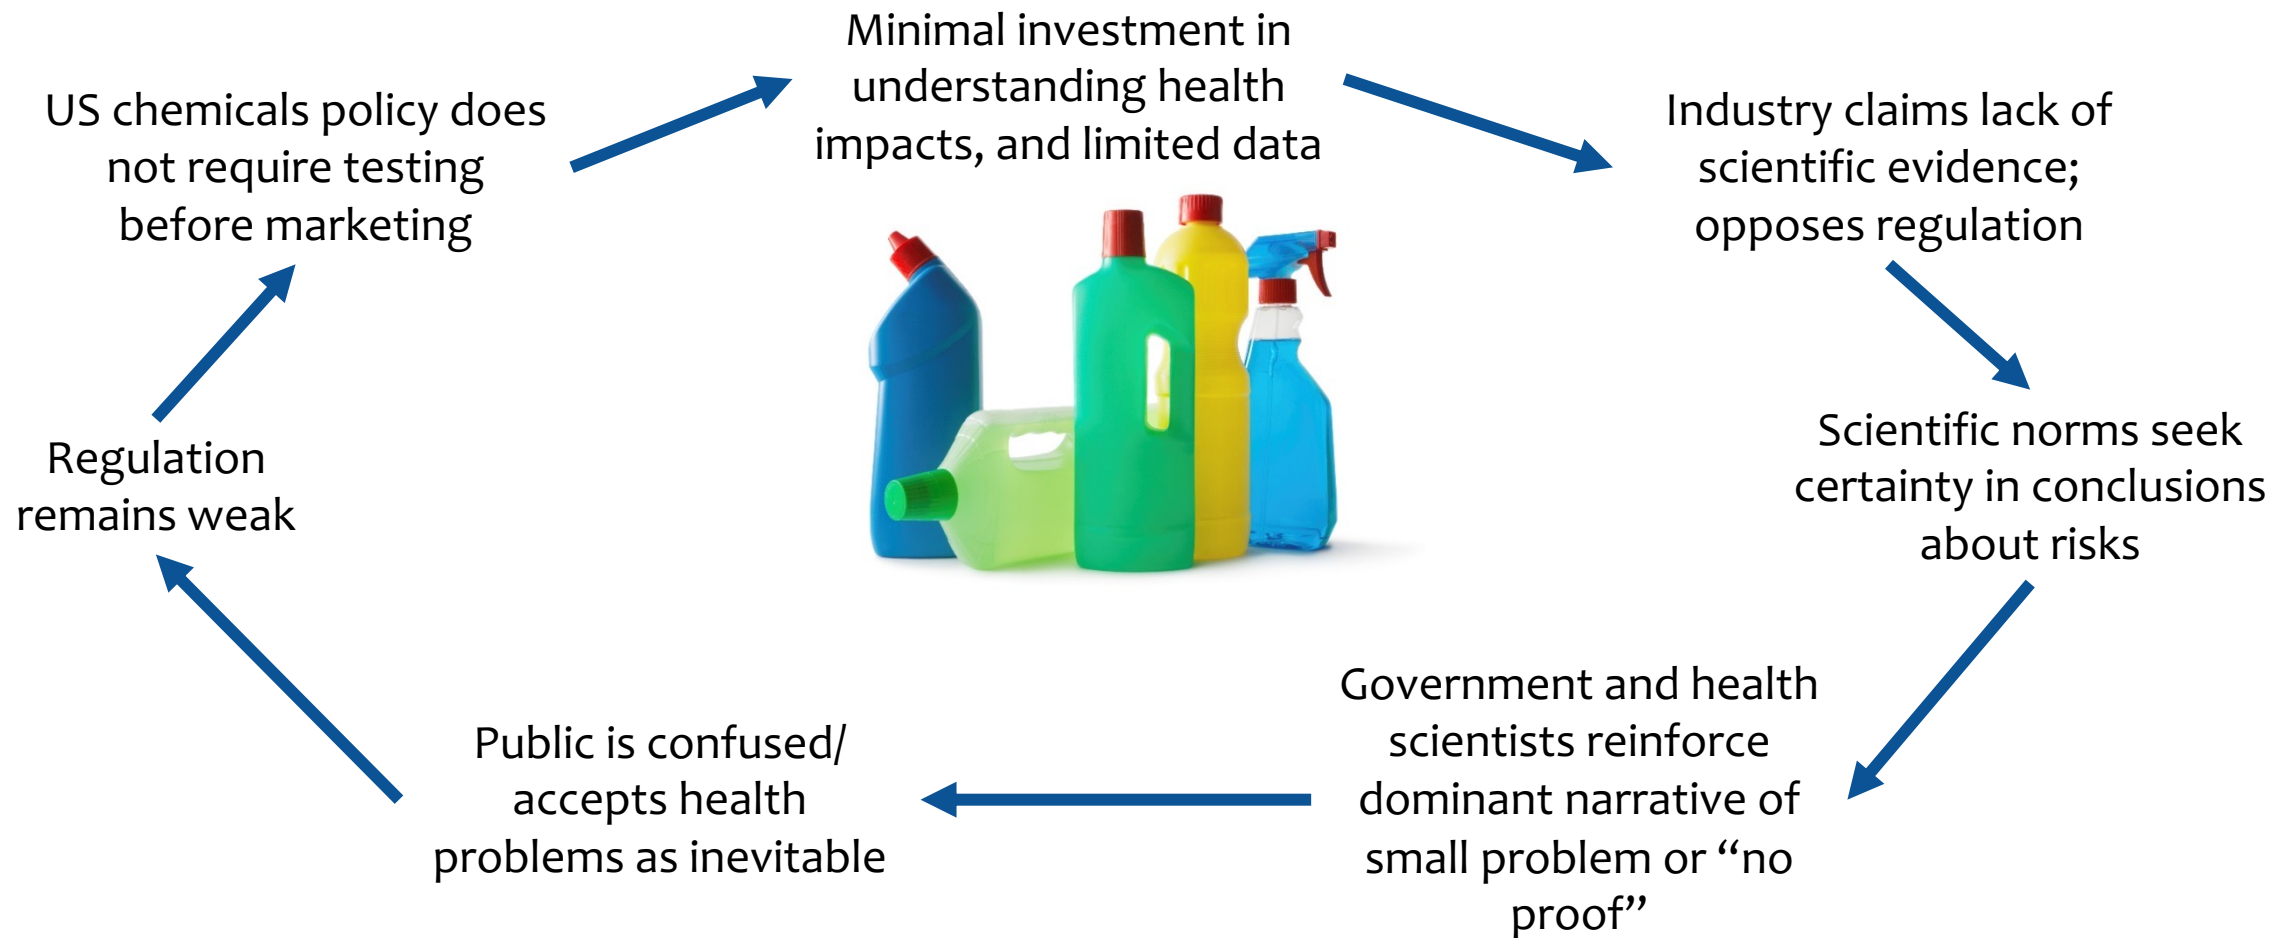 Minimal investment in
understanding health
impacts, and limited data
Industry claims lack of
scientific evidence;
opposes regulation
Scientific norms seek
certainty in conclusions
about risks
Government and health
scientists reinforce
dominant narrative of
small problem or “no
proof”
Public is confused/
accepts health
problems as inevitable
Regulation
remains weak
US chemicals policy does
not require testing
before marketing